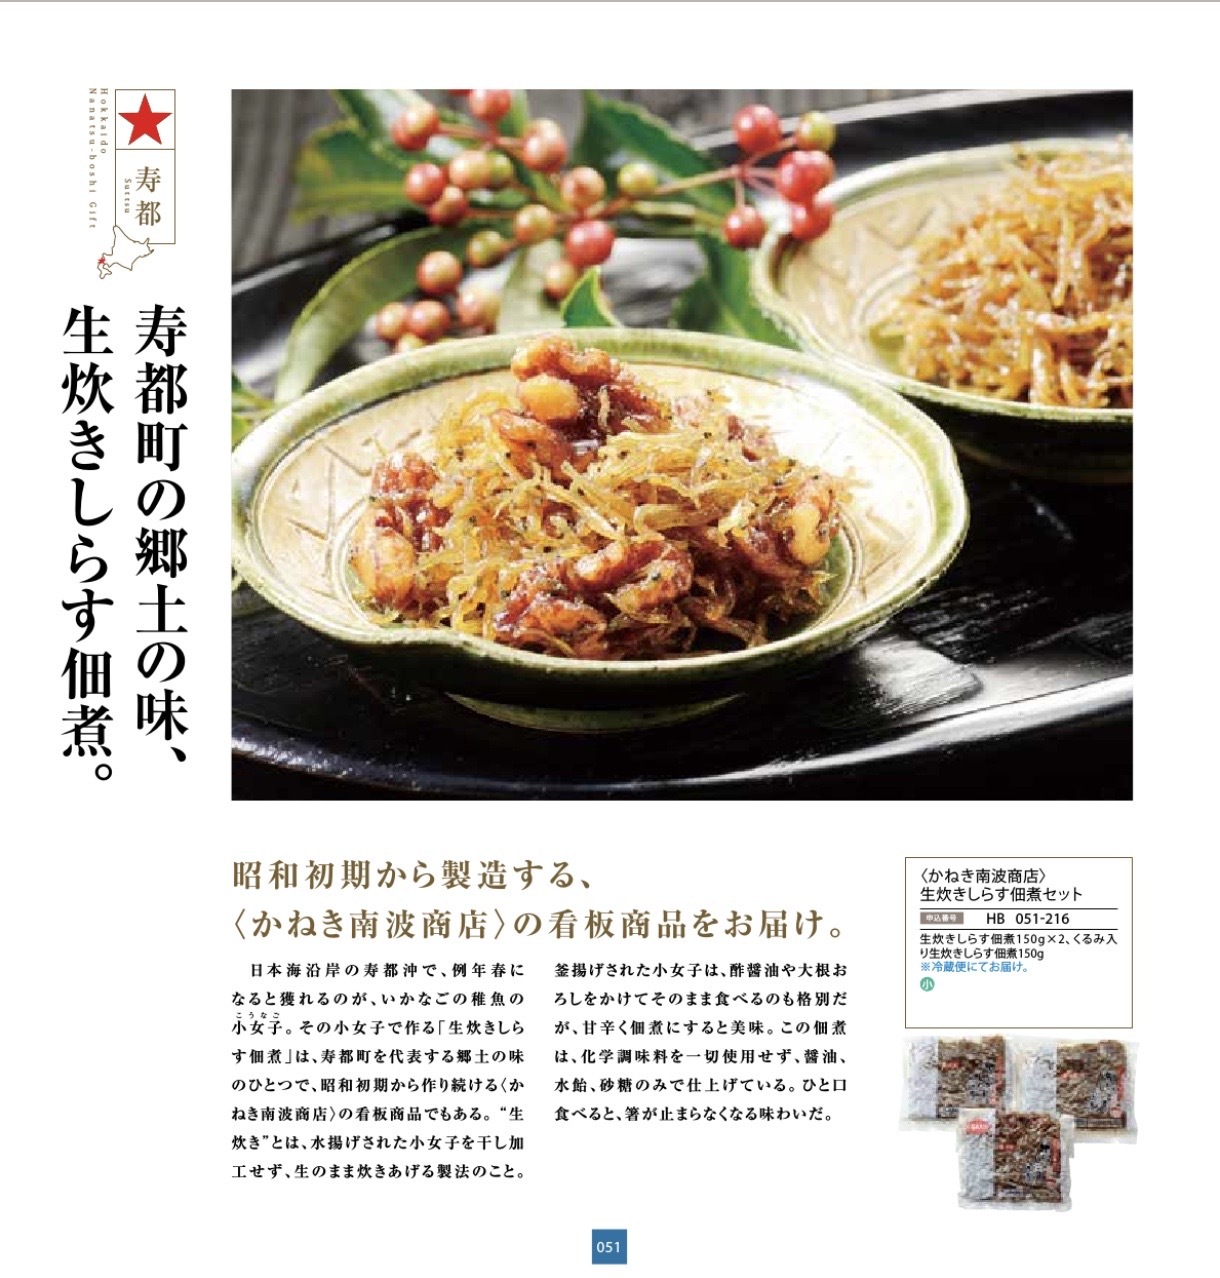 Hokkaido
Nanatsu-boshi Gift
寿都
Suttsu
寿都町の郷土の味、
生炊きしらす佃煮。
昭和初期から製造する、
〈かねき南波商店〉の看板商品をお届け。
日本海沿岸の寿都沖で、例年春に
なると獲れるのが、いかなごの稚魚の
こうなご
小女子。その小女子で作る「生炊きしら
す佃煮」は、寿都町を代表する郷土の味
のひとつで、昭和初期から作り続ける〈か
ねき南波商店〉の看板商品でもある。“生
炊き”とは、水揚げされた小女子を干し加
工せず、生のまま炊きあげる製法のこと。
釜揚げされた小女子は、酢醤油や大根お
ろしをかけてそのまま食べるのも格別だ
が、甘辛く佃煮にすると美味。この佃煮
は、化学調味料を一切使用せず、醤油、
水飴、砂糖のみで仕上げている。ひと口
食べると、箸が止まらなくなる味わいだ。
〈かねき南波商店〉
生炊きしらす佃煮セット
申込番号 HB 051-216
生炊きしらす佃煮150g×2、くるみ入
り生炊きしらす佃煮150g
※冷蔵便にてお届け。
小
051